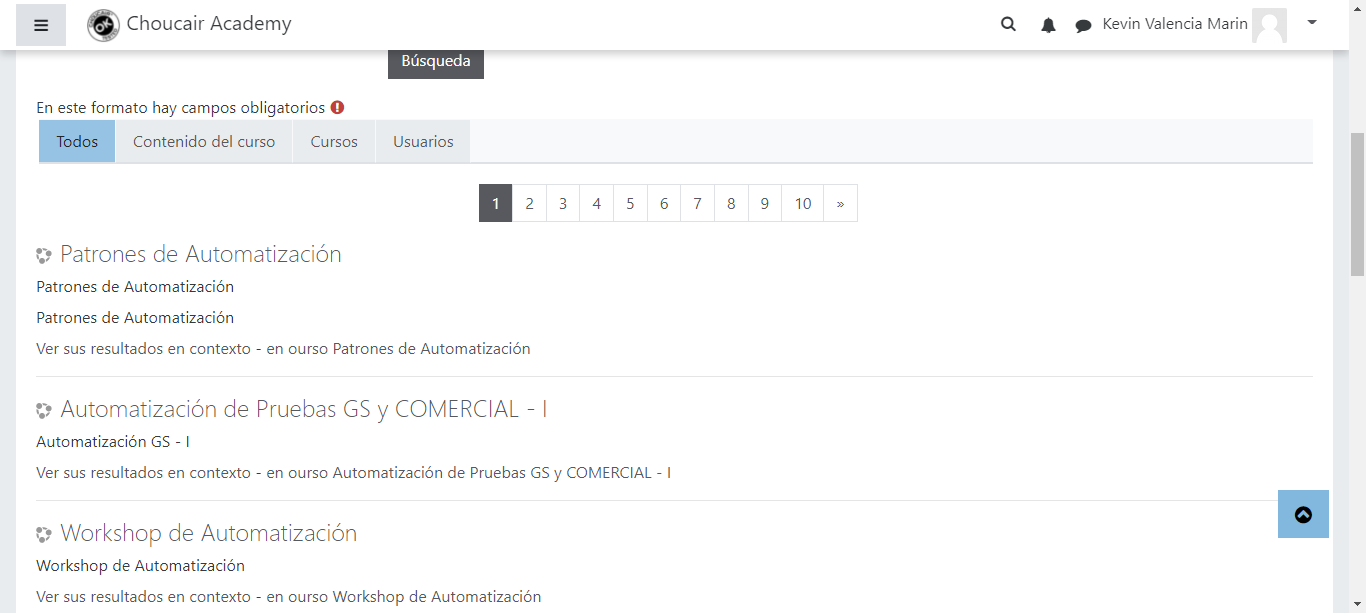 Choucair Academy
Kevin Valencia Marin
Búsqueda
En este formato hay campos obligatorios
Todos Contenido del curso Cursos Usuarios
1 2 3 4 5 6 7 8 9 10 »
Patrones de Automatización
Patrones de Automatización
Patrones de Automatización
Ver sus resultados en contexto - en ourso Patrones de Automatización
Automatización de Pruebas GS y COMERCIAL - I
Automatización GS - I
Ver sus resultados en contexto - en ourso Automatización de Pruebas GS y COMERCIAL - I
Workshop de Automatización
Workshop de Automatización
Ver sus resultados en contexto - en ourso Workshop de Automatización